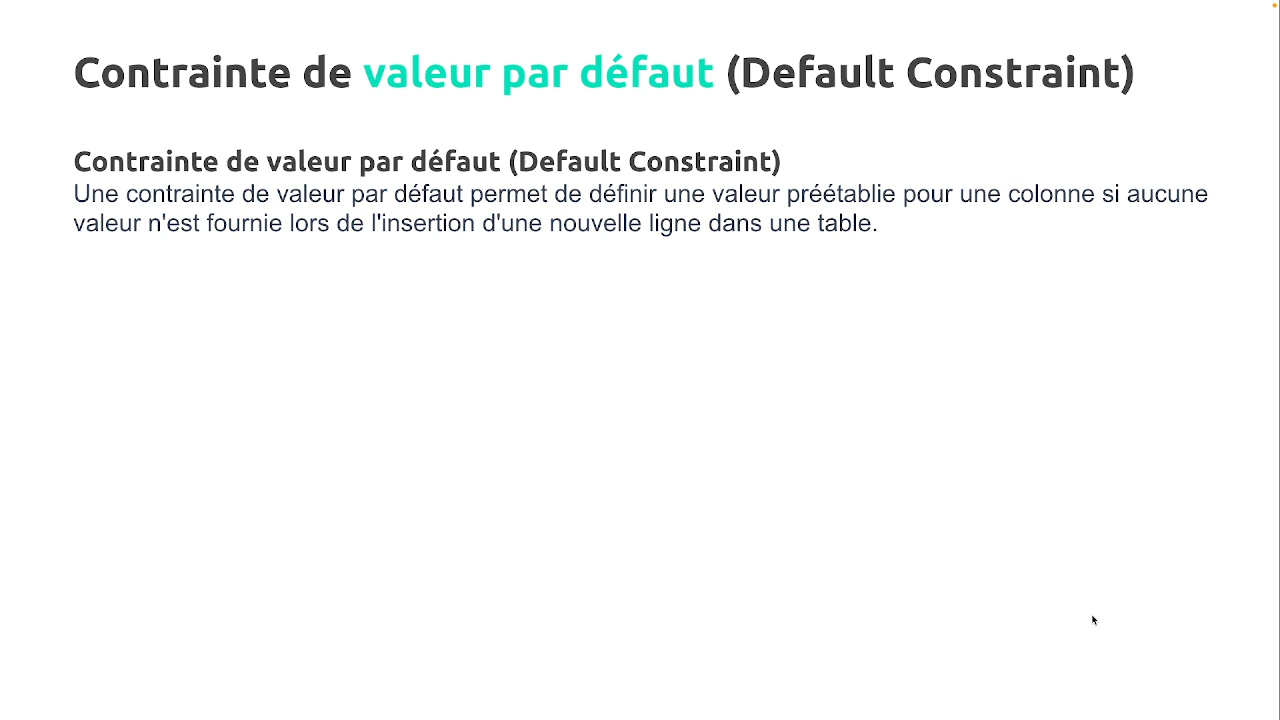 Contrainte de valeur par défaut (Default Constraint)
Contrainte de valeur par défaut (Default Constraint)
Une contrainte de valeur par défaut permet de définir une valeur préétablie pour une colonne si aucune
valeur n'est fournie lors de l'insertion d'une nouvelle ligne dans une table.